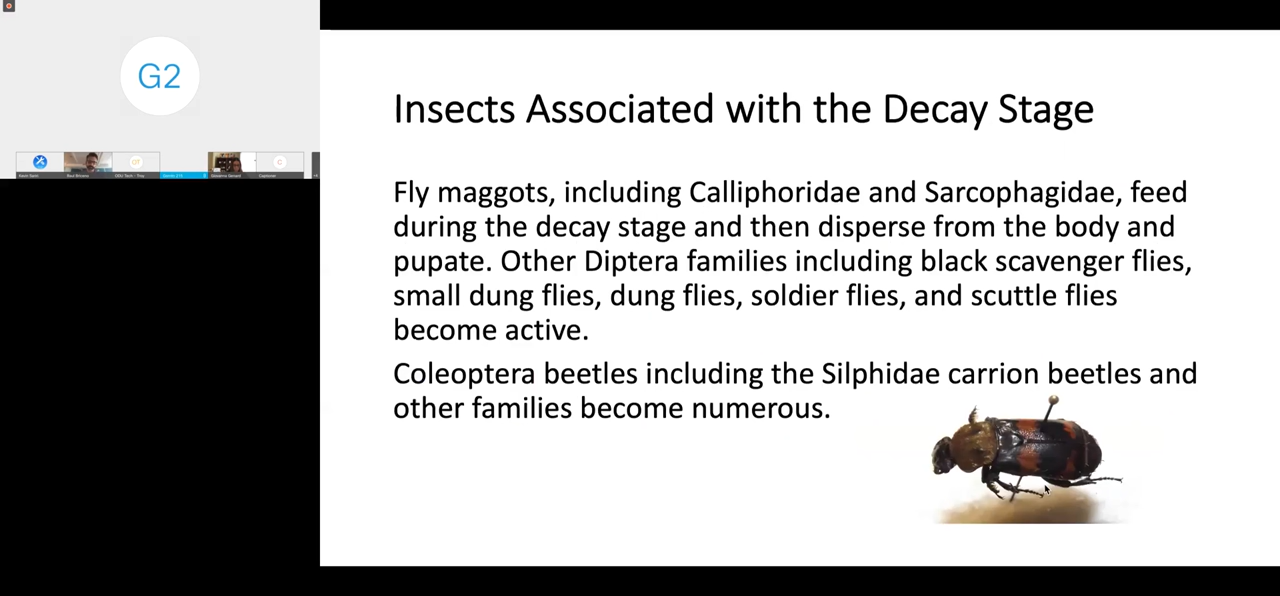 G2
Insects Associated with the Decay Stage
Fly maggots, including Calliphoridae and Sarcophagidae, feed
during the decay stage and then disperse from the body and
pupate. Other Diptera families including black scavenger flies,
small dung flies, dung flies, soldier flies, and scuttle flies
become active.
Coleoptera beetles including the Silphidae carrion beetles and
other families become numerous.